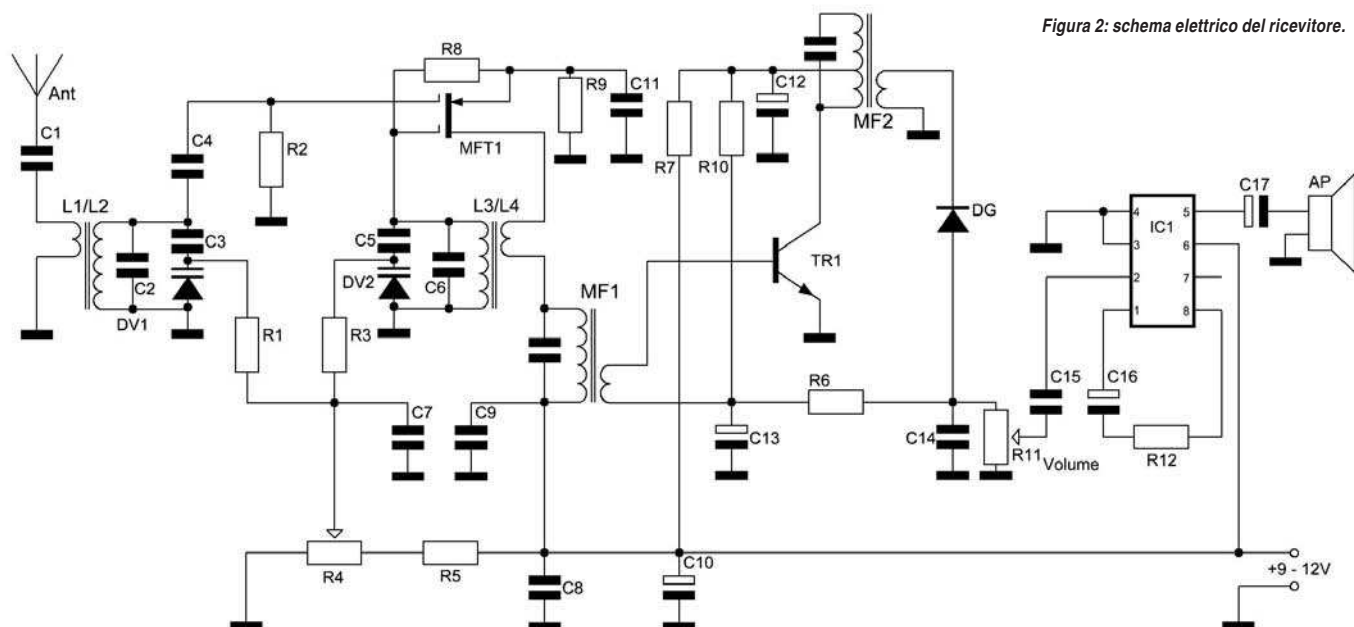 Figura 2: schema elettrico del ricevitore.
Ant
C1
L1/L2
C2
DV1
C4
C3
R2
R1
R8
MFT1
R9
C11
L3/L4
C5
DV2
C6
R3
C7
C9
MF1
R4
R5
C8
C10
R7
R10
C12
MF2
TR1
DG
R6
C13
C14
R11
Volume
C15
C16
R12
IC1
4
3
2
1
5
6
7
8
C17
AP
+9 - 12V